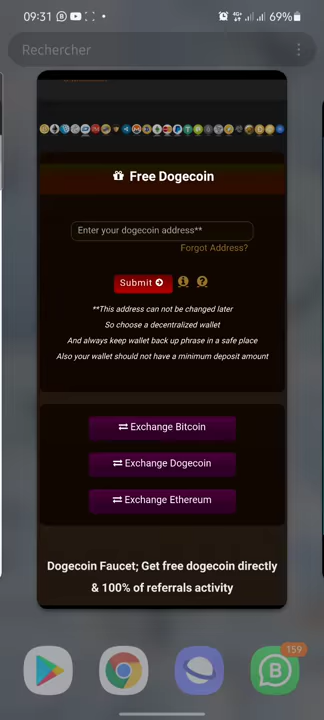 09:31
4G+
69%
Rechercher
Free Dogecoin
Enter your dogecoin address**
Forgot Address?
Submit
**This address can not be changed later
So choose a decentralized wallet
And always keep wallet back up phrase in a safe place
Also your wallet should not have a minimum deposit amount
Exchange Bitcoin
Exchange Dogecoin
Exchange Ethereum
Dogecoin Faucet; Get free dogecoin directly
& 100% of referrals activity
159
B